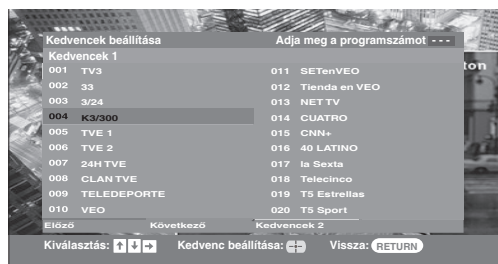 Kedvencek beállítása Adja meg a programszámot ---
Kedvencek 1
001 TV3
002 33
003 3/24
004 K3/300
005 TVE 1
006 TVE 2
007 24H TVE
008 CLAN TVE
009 TELEDEPORTE
010 VEO
011 SETenVEO
012 Tienda en VEO
013 NET TV
014 CUATRO
015 CNN+
016 40 LATINO
017 la Sexta
018 Telecinco
019 T5 Estrellas
020 T5 Sport
Előző Következő Kedvencek 2
Kiválasztás: Kedvenc beállítása: Vissza: RETURN
ton